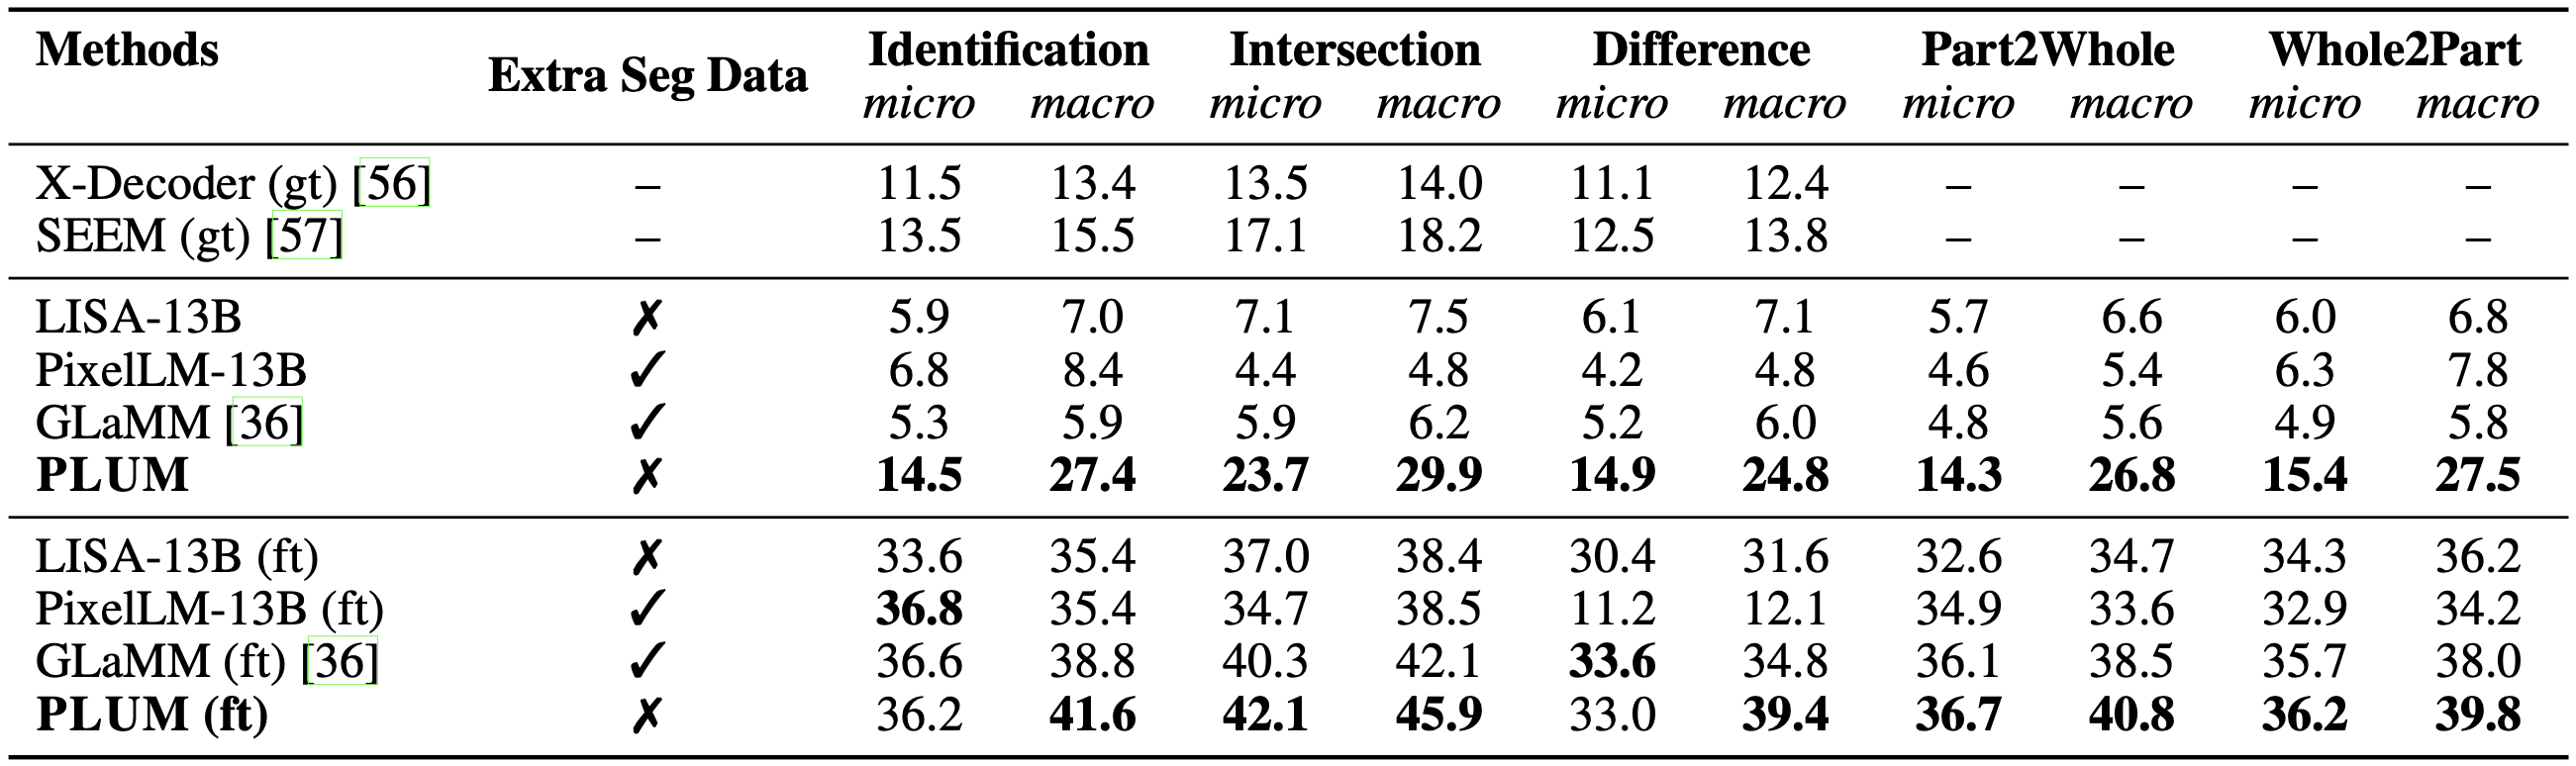 Methods Extra Seg Data Identification Intersection Difference Part2Whole Whole2Part
micro macro micro macro micro macro micro macro micro macro
X-Decoder (gt) [56] – 11.5 13.4 13.5 14.0 11.1 12.4 – – – –
SEEM (gt) [57] – 13.5 15.5 17.1 18.2 12.5 13.8 – – – –
LISA-13B ✗ 5.9 7.0 7.1 7.5 6.1 7.1 5.7 6.6 6.0 6.8
PixelLM-13B ✓ 6.8 8.4 4.4 4.8 4.2 4.8 4.6 5.4 6.3 7.8
GLaMM [36] ✓ 5.3 5.9 5.9 6.2 5.2 6.0 4.8 5.6 4.9 5.8
PLUM ✗ 14.5 27.4 23.7 29.9 14.9 24.8 14.3 26.8 15.4 27.5
LISA-13B (ft) ✗ 33.6 35.4 37.0 38.4 30.4 31.6 32.6 34.7 34.3 36.2
PixelLM-13B (ft) ✓ 36.8 35.4 34.7 38.5 11.2 12.1 34.9 33.6 32.9 34.2
GLaMM (ft) [36] ✓ 36.6 38.8 40.3 42.1 33.6 34.8 36.1 38.5 35.7 38.0
PLUM (ft) ✗ 36.2 41.6 42.1 45.9 33.0 39.4 36.7 40.8 36.2 39.8